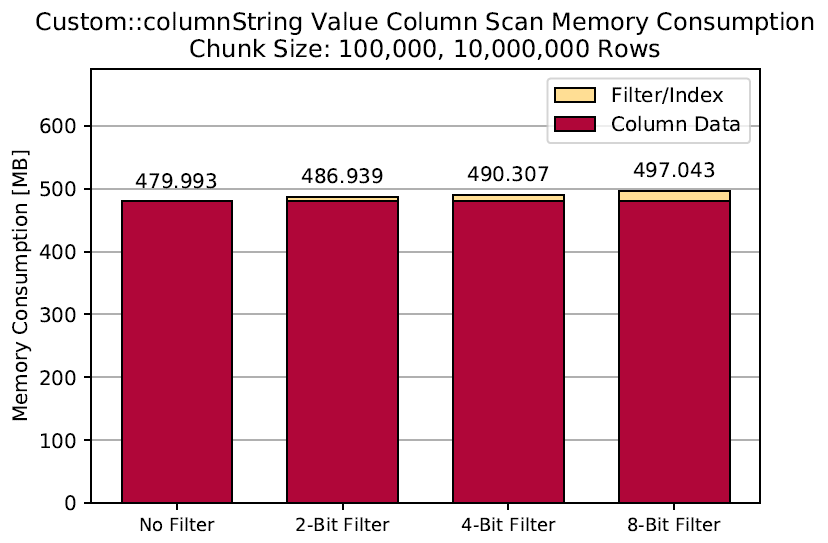 Custom::columnString Value Column Scan Memory Consumption
Chunk Size: 100,000, 10,000,000 Rows
Filter/Index
Column Data
Memory Consumption [MB]
600
500
400
300
200
100
0
479.993
486.939
490.307
497.043
No Filter
2-Bit Filter
4-Bit Filter
8-Bit Filter